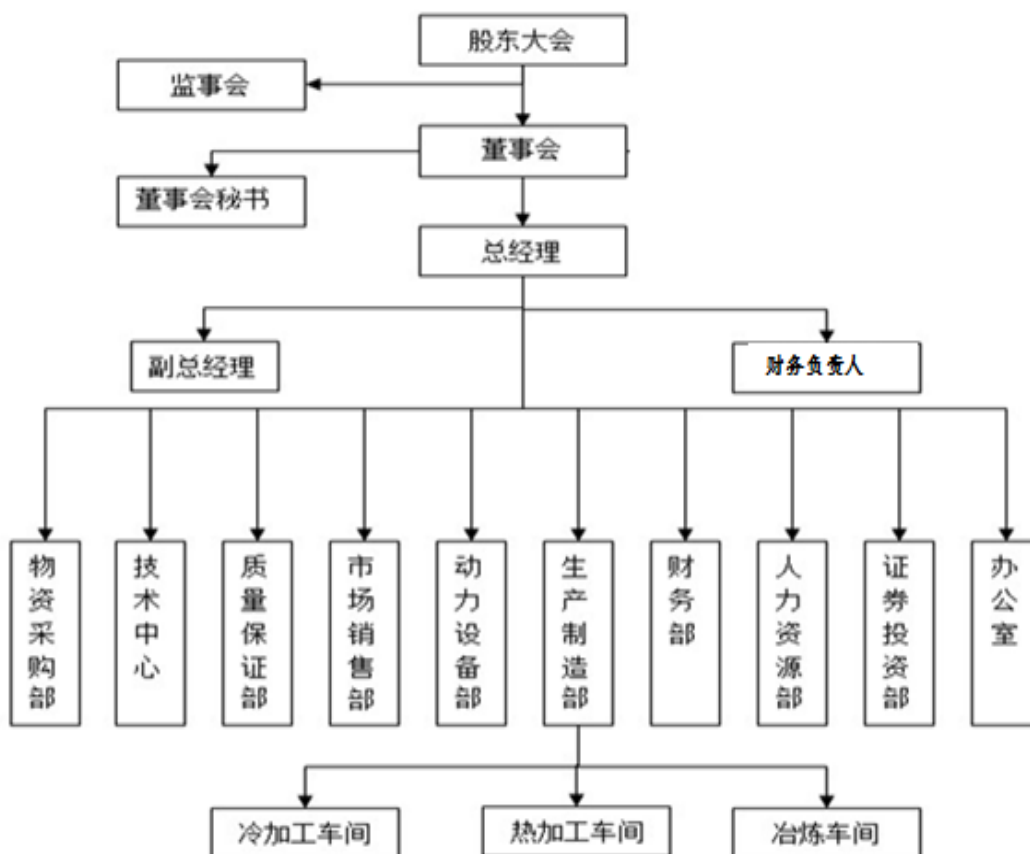 股东大会
监事会
董事会
董事会秘书
总经理
副总经理
财务负责人
物资采购部
技术中心
质量保证部
市场销售部
动力设备部
生产制造部
财务部
人力资源部
证券投资部
办公室
冷加工车间
热加工车间
冶炼车间